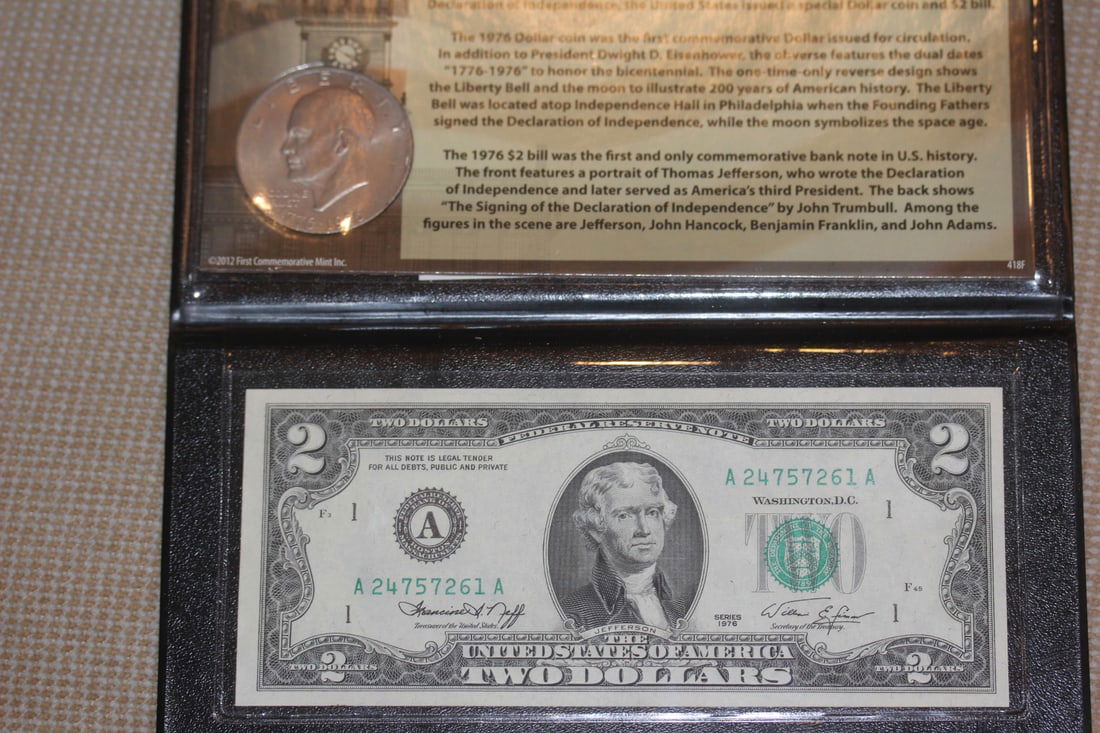 Declaration of Independence, the United States issued a special Dollar coin and $2 bill.
The 1976 Dollar coin was the first commemorative Dollar issued for circulation.
In addition to President Dwight D. Eisenhower, the obverse features the dual dates
"1776-1976" to honor the bicentennial. The one-time-only reverse design shows
the Liberty Bell and the moon to illustrate 200 years of American history. The Liberty
Bell was located atop Independence Hall in Philadelphia when the Founding Fathers
signed the Declaration of Independence, while the moon symbolizes the space age.
The 1976 $2 bill was the first and only commemorative bank note in U.S. history.
The front features a portrait of Thomas Jefferson, who wrote the Declaration
of Independence and later served as America's third President. The back shows
"The Signing of the Declaration of Independence" by John Trumbull. Among the
figures in the scene are Jefferson, John Hancock, Benjamin Franklin, and John Adams.
LIBERTY
©2012 First Commemorative Mint Inc.
418F
2 TWO DOLLARS TWO DOLLARS 2
FEDERAL RESERVE NOTE
THIS NOTE IS LEGAL TENDER
FOR ALL DEBTS, PUBLIC AND PRIVATE
A 24757261 A
WASHINGTON, D.C.
F3 1 A TWO 1
A 24757261 A
F 45
1 Francine I. Neff SERIES 1976 William E. Simon 1
Treasurer of the United States. Secretary of the Treasury.
JEFFERSON
THE
UNITED STATES OF AMERICA
TWO DOLLARS 2 TWO DOLLARS 2
TWO DOLLARS